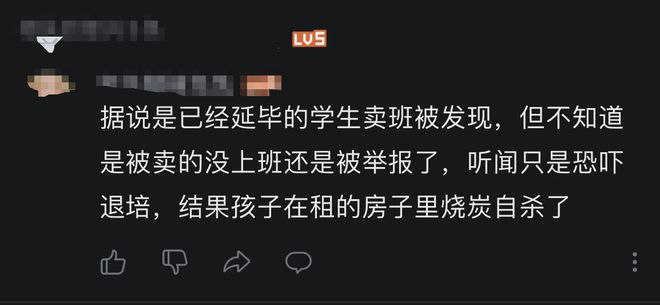 LV5
据说是已经延毕的学生卖班被发现，但不知道
是被卖的没上班还是被举报了，听闻只是恐吓
退培，结果孩子在租的房子里烧炭自杀了